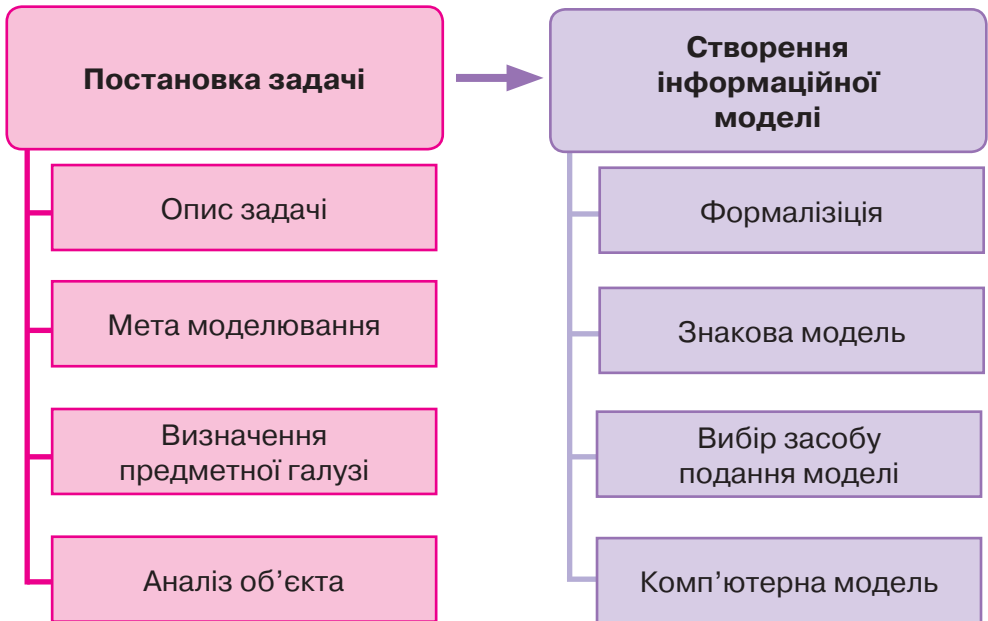 Постановка задачі
Опис задачі
Мета моделювання
Визначення
предметної галузі
Аналіз об’єкта
Створення
інформаційної
моделі
Формалізіція
Знакова модель
Вибір засобу
подання моделі
Комп’ютерна модель